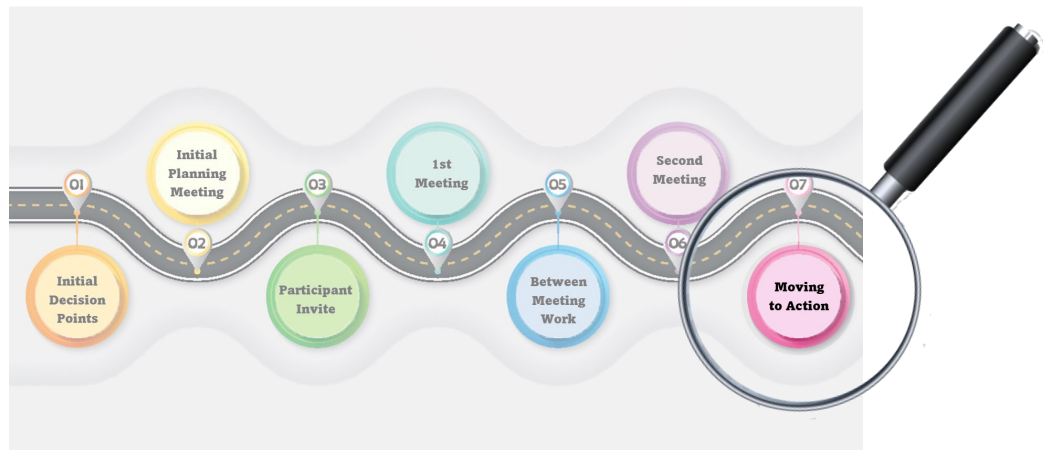 01
Initial
Decision
Points
02
Initial
Planning
Meeting
03
Participant
Invite
04
1st
Meeting
05
Between
Meeting
Work
06
Second
Meeting
07
Moving
to Action